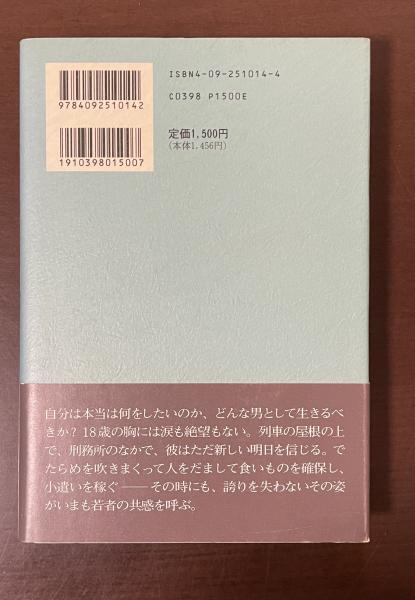 ISBN4-09-251014-4
9784092510142
C0398 P1500E
定価1,500円
(本体1,456円)
1910398015007
自分は本当は何をしたいのか、どんな男として生きるべ
きか? 18歳の胸には涙も絶望もない。列車の屋根の上
で、刑務所のなかで、彼はただ新しい明日を信じる。で
たらめを吹きまくって人をだまして食いものを確保し、
小遣いを稼ぐ——その時にも、誇りを失わないその姿
がいまも若者の共感を呼ぶ。